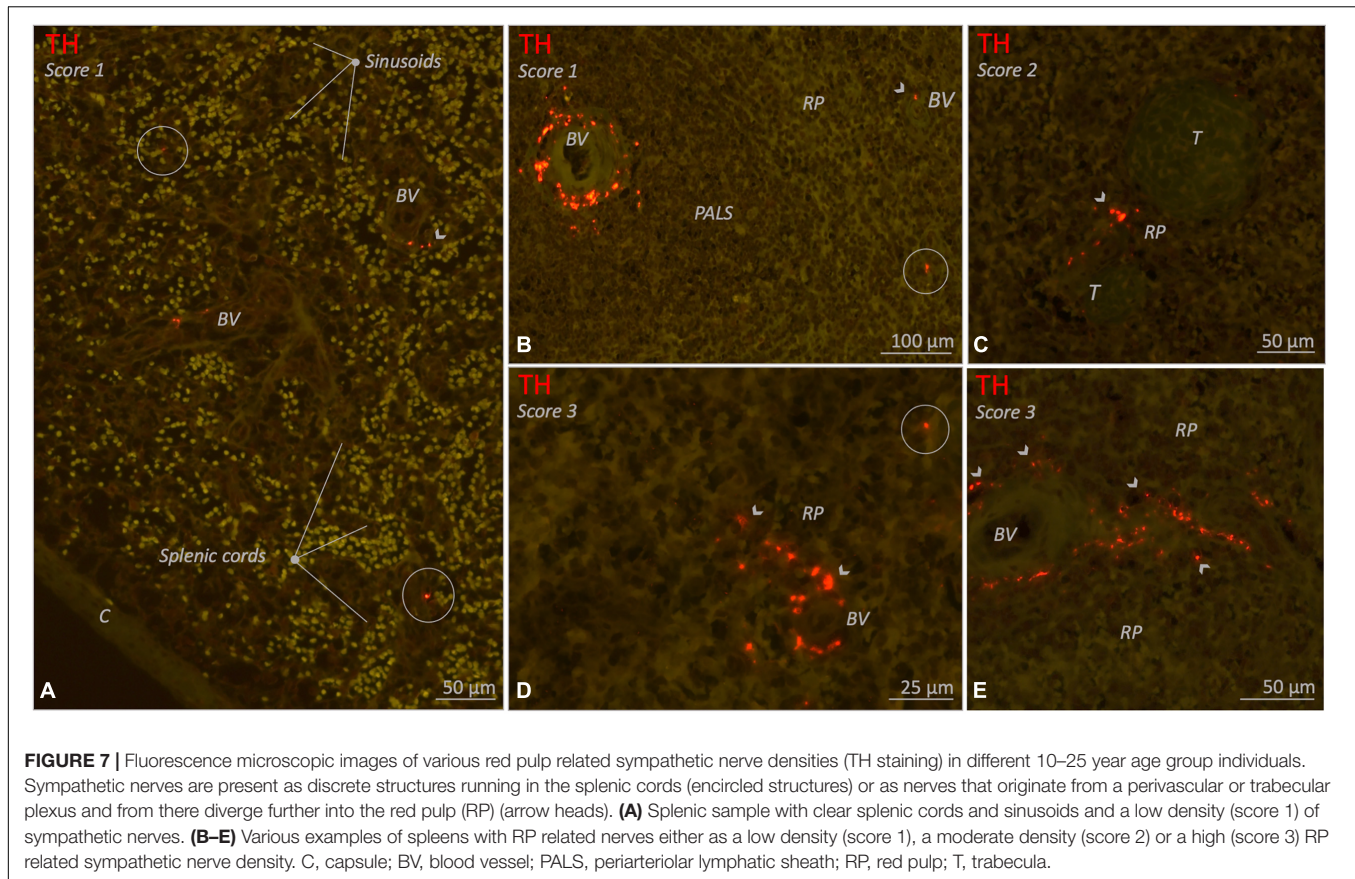 TH
Score 1
Sinusoids
BV
BV
Splenic cords
C
A
50 µm
TH
Score 1
BV
RP
BV
PALS
B
100 µm
TH
Score 2
T
RP
T
C
50 µm
TH
Score 3
RP
BV
D
25 µm
TH
Score 3
RP
BV
RP
E
50 µm
FIGURE 7 | Fluorescence microscopic images of various red pulp related sympathetic nerve densities (TH staining) in different 10–25 year age group individuals.
Sympathetic nerves are present as discrete structures running in the splenic cords (encircled structures) or as nerves that originate from a perivascular or trabecular
plexus and from there diverge further into the red pulp (RP) (arrow heads). (A) Splenic sample with clear splenic cords and sinusoids and a low density (score 1) of
sympathetic nerves. (B–E) Various examples of spleens with RP related nerves either as a low density (score 1), a moderate density (score 2) or a high (score 3) RP
related sympathetic nerve density. C, capsule; BV, blood vessel; PALS, periarteriolar lymphatic sheath; RP, red pulp; T, trabecula.